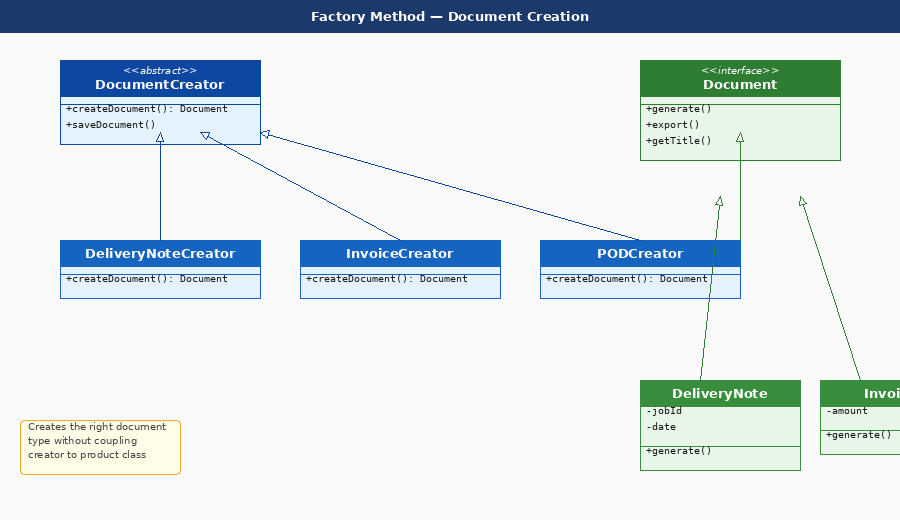 Factory Method — Document Creation
<<abstract>>
DocumentCreator
+createDocument(): Document
+saveDocument()
<<interface>>
Document
+generate()
+export()
+getTitle()
DeliveryNoteCreator
+createDocument(): Document
InvoiceCreator
+createDocument(): Document
PODCreator
+createDocument(): Document
DeliveryNote
-jobId
-date
+generate()
Invoi
-amount
+generate()
Creates the right document
type without coupling
creator to product class